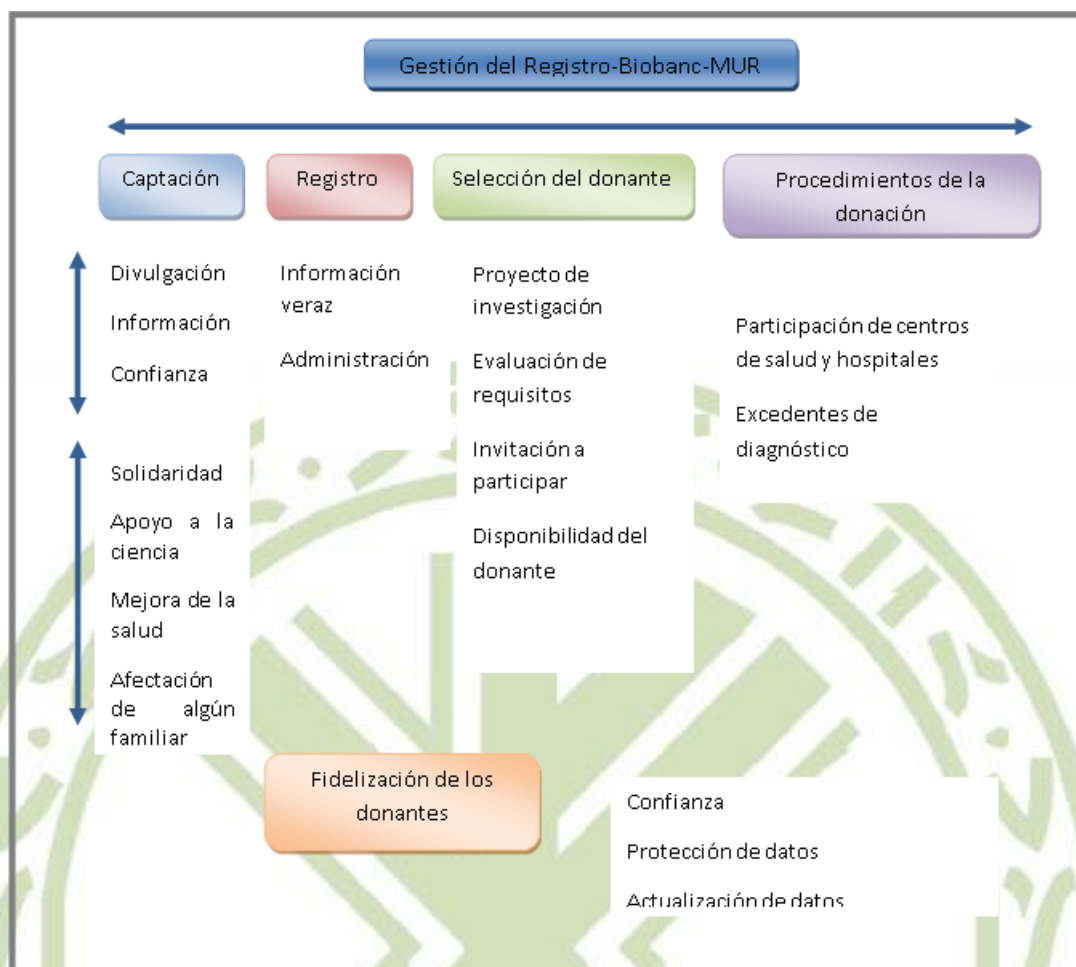 Gestión del Registro-Biobanc-MUR
Captación
Registro
Selección del donante
Procedimientos de la
donación
Divulgación
Información
Confianza
Solidaridad
Apoyo a la
ciencia
Mejora de la
salud
Afectación
de algún
familiar
Información
veraz
Administración
Proyecto de
investigación
Evaluación de
requisitos
Invitación a
participar
Disponibilidad del
donante
Participación de centros
de salud y hospitales
Excedentes de
diagnóstico
Fidelización de los
donantes
Confianza
Protección de datos
Actualización de datos